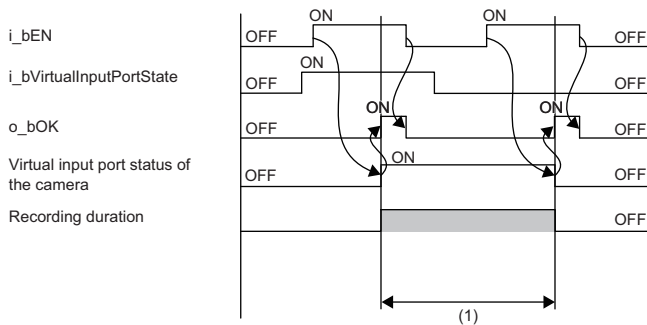 ON ON
i_bEN OFF OFF
ON
i_bVirtualInputPortState OFF OFF
ON ON
o_bOK OFF OFF
Virtual input port status of
the camera OFF ON OFF
Recording duration OFF
(1)